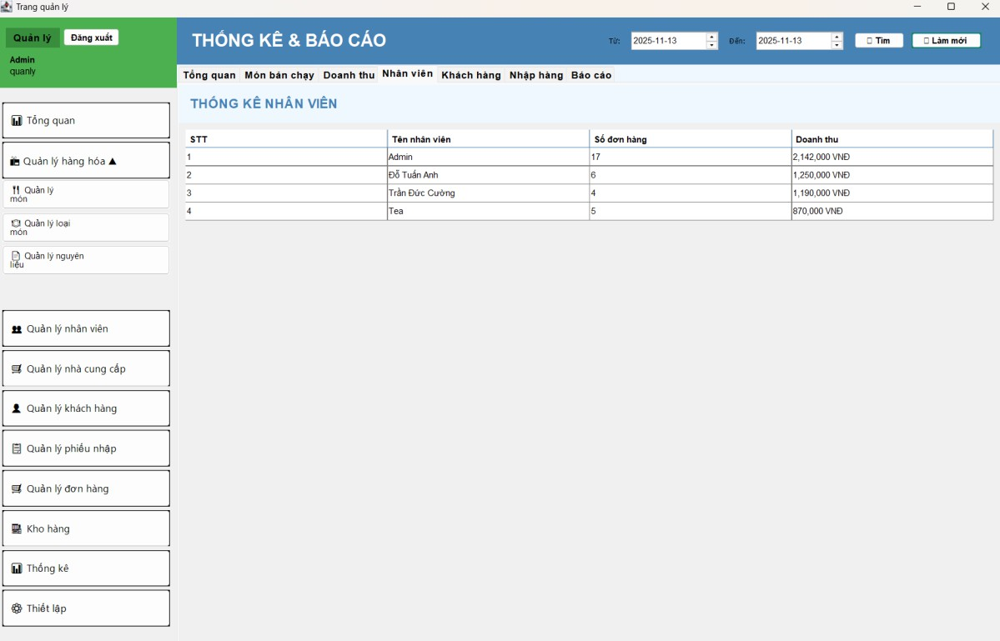 Trang quản lý
Quản lý
Đăng xuất
Admin
quanly
THỐNG KÊ & BÁO CÁO
Từ:
2025-11-13
Đến:
2025-11-13
Tìm
Làm mới
Tổng quan
Món bán chạy
Doanh thu
Nhân viên
Khách hàng
Nhập hàng
Báo cáo
THỐNG KÊ NHÂN VIÊN
STT Tên nhân viên Số đơn hàng Doanh thu
1 Admin 17 2,142,000 VNĐ
2 Đỗ Tuấn Anh 6 1,250,000 VNĐ
3 Trần Đức Cường 4 1,190,000 VNĐ
4 Tea 5 870,000 VNĐ
Tổng quan
Quản lý hàng hóa ▲
Quản lý
món
Quản lý loại
món
Quản lý nguyên
liệu
Quản lý nhân viên
Quản lý nhà cung cấp
Quản lý khách hàng
Quản lý phiếu nhập
Quản lý đơn hàng
Kho hàng
Thống kê
Thiết lập